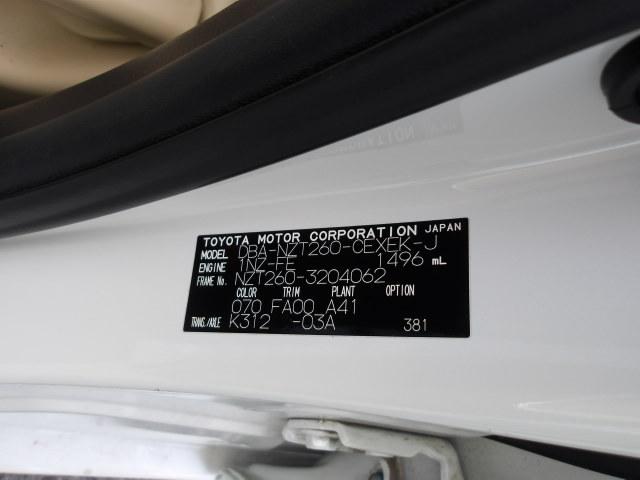 TOYOTA MOTOR CORPORATION JAPAN
MODEL DBA-NZT260-CEXEK-J
ENGINE 1NZ-FE 1496 mL
FRAME No. NZT260-3204062
COLOR TRIM PLANT OPTION
070 FA00 A41
TRANS./AXLE K312 -03A 381